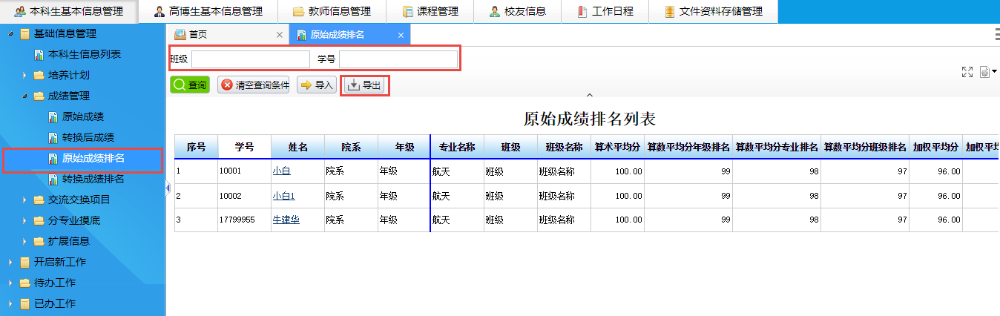 本科生基本信息管理 高博生基本信息管理 教师信息管理 课程管理 校友信息 工作日程 文件资料存储管理
基础信息管理
本科生信息列表
培养计划
成绩管理
原始成绩
转换后成绩
原始成绩排名
转换成绩排名
交流交换项目
分专业摸底
扩展信息
开启新工作
待办工作
已办工作
首页 原始成绩排名
班级 学号
查询 清空查询条件 导入 导出
原始成绩排名列表
序号 学号 姓名 院系 年级 专业名称 班级 班级名称 算术平均分 算数平均分年级排名 算数平均分专业排名 算数平均分班级排名 加权平均分 加权平均
1 10001 小白 院系 年级 航天 班级 班级名称 100.00 99 98 97 96.00
2 10002 小白1 院系 年级 航天 班级 班级名称 100.00 99 98 97 96.00
3 17799955 牛建华 院系 年级 航天 班级 班级名称 100.00 99 98 97 96.00